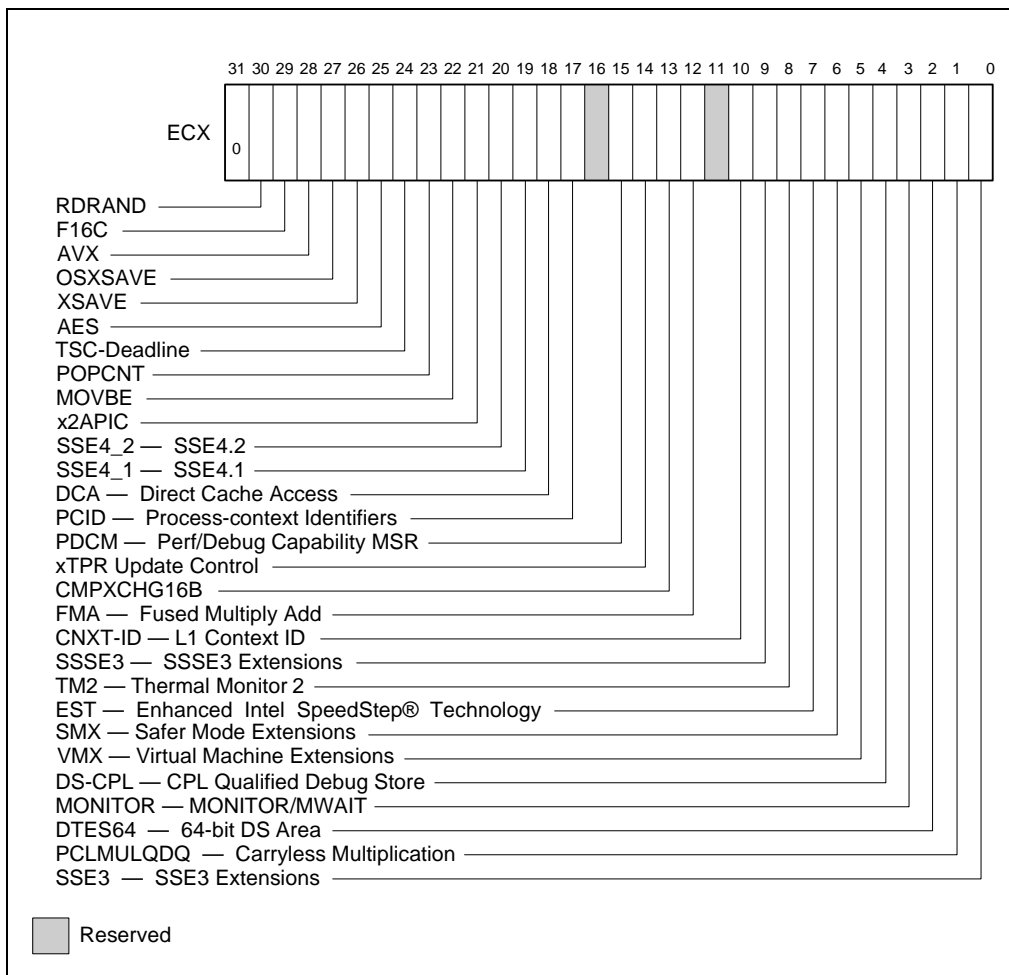 31 30 29 28 27 26 25 24 23 22 21 20 19 18 17 16 15 14 13 12 11 10 9 8 7 6 5 4 3 2 1 0
ECX
0
RDRAND
F16C
AVX
OSXSAVE
XSAVE
AES
TSC-Deadline
POPCNT
MOVBE
x2APIC
SSE4_2 — SSE4.2
SSE4_1 — SSE4.1
DCA — Direct Cache Access
PCID — Process-context Identifiers
PDCM — Perf/Debug Capability MSR
xTPR Update Control
CMPXCHG16B
FMA — Fused Multiply Add
CNXT-ID — L1 Context ID
SSSE3 — SSSE3 Extensions
TM2 — Thermal Monitor 2
EST — Enhanced Intel SpeedStep® Technology
SMX — Safer Mode Extensions
VMX — Virtual Machine Extensions
DS-CPL — CPL Qualified Debug Store
MONITOR — MONITOR/MWAIT
DTES64 — 64-bit DS Area
PCLMULQDQ — Carryless Multiplication
SSE3 — SSE3 Extensions
Reserved